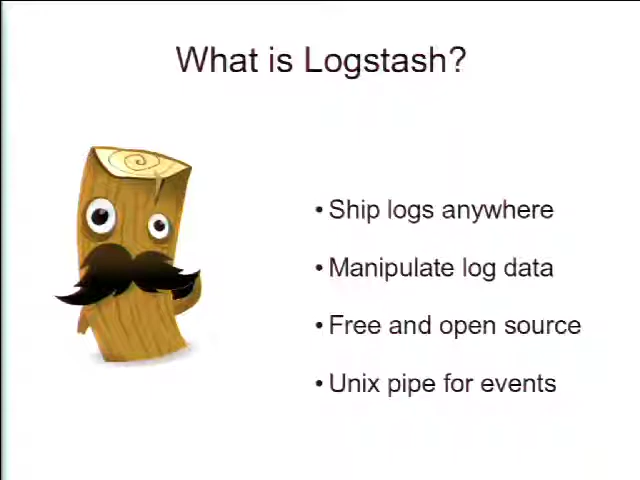 What is Logstash?
• Ship logs anywhere
• Manipulate log data
• Free and open source
• Unix pipe for events